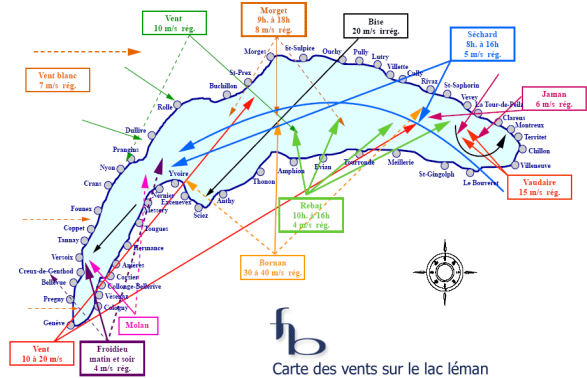 Vent
10 m/s rég.
Morget
9h. à 18h
8 m/s rég.
Bise
20 m/s irrég.
Séchard
8h. à 16h
5 m/s rég.
Vent blanc
7 m/s rég.
Jaman
6 m/s rég.
Vaudaire
15 m/s rég.
Rebat
10h. à 16h
4 m/s rég.
Bornan
30 à 40 m/s rég.
Molan
Vent
10 à 20 m/s
Froidieu
matin et soir
4 m/s rég.
Morges
St-Sulpice
Ouchy
Pully
Lutry
Villette
Cully
Rivaz
St-Saphorin
Vevey
La Tour-de-Peilz
Clarens
Montreux
Territet
Chillon
Villeneuve
Le Bouveret
St-Gingolph
Meillerie
Tourronde
Evian
Amphion
Thonon
Anthy
Sciez
Excenevex
Yvoire
Nernier
Messery
Tougues
Hermance
Anières
Corsier
Collonge-Bellerive
Vésenaz
Cologny
Genève
Pregny
Bellevue
Creux-de-Genthod
Versoix
Tannay
Coppet
Founex
Crans
Nyon
Prangins
Dullive
Rolle
Buchillon
St-Prex
fnb
Carte des vents sur le lac léman